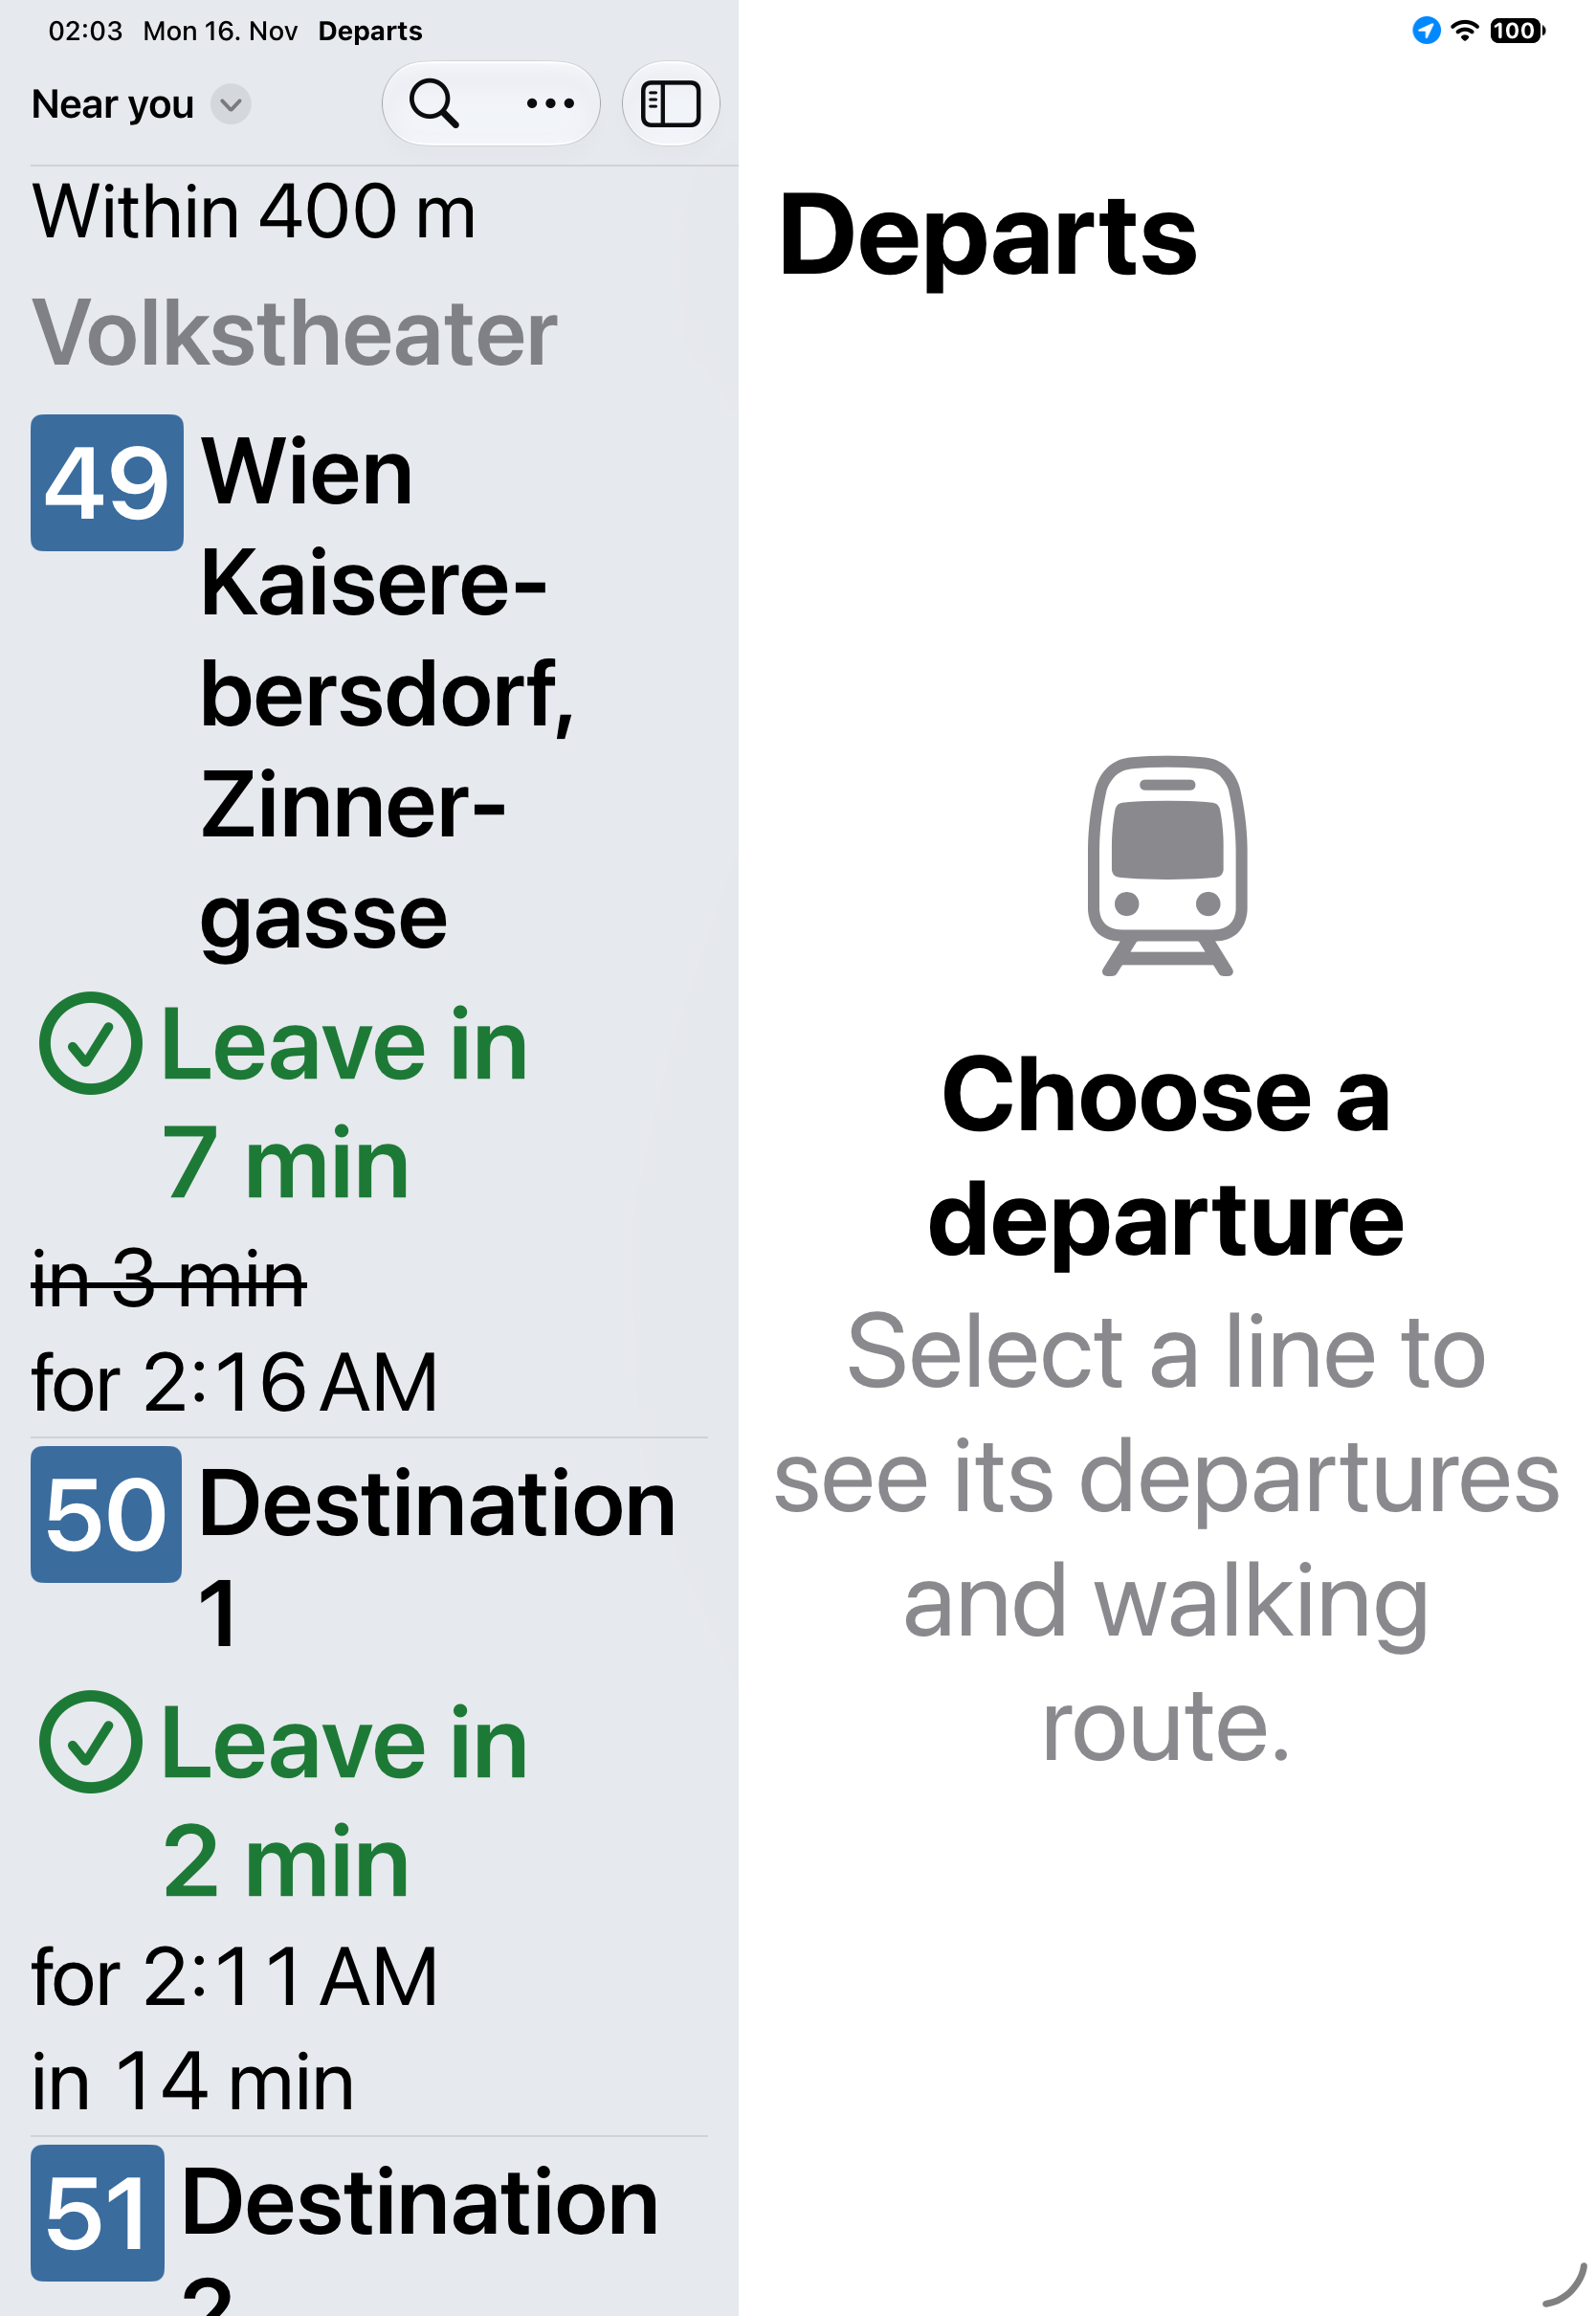 02:03 Mon 16. Nov Departs
100
Near you
Within 400 m
Volkstheater
49 Wien
Kaisere-
bersdorf,
Zinner-
gasse
Leave in
7 min
in 3 min
for 2:16 AM
50 Destination
1
Leave in
2 min
for 2:11 AM
in 14 min
51 Destination
2
Departs
Choose a
departure
Select a line to
see its departures
and walking
route.